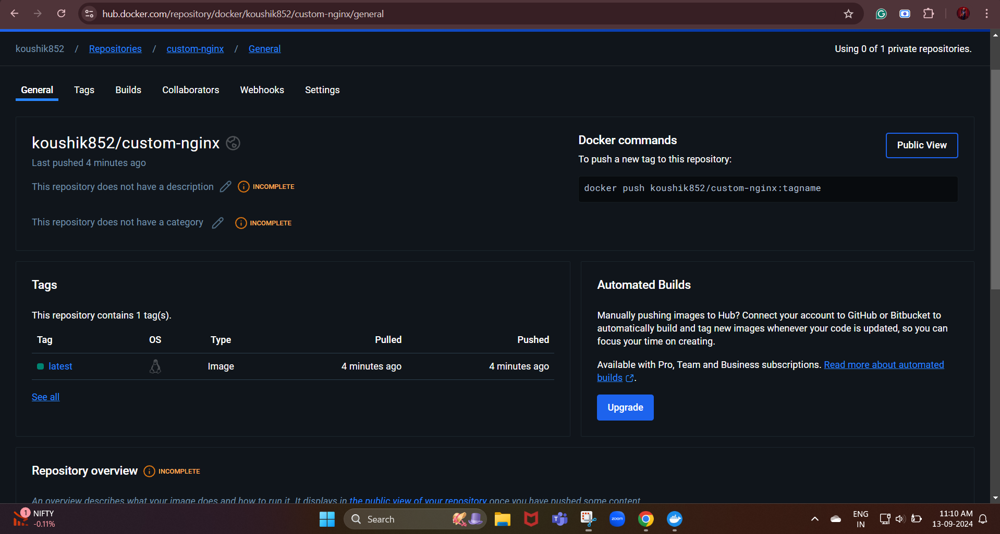 hub.docker.com/repository/docker/koushik852/custom-nginx/general
koushik852 / Repositories / custom-nginx / General
Using 0 of 1 private repositories.
General Tags Builds Collaborators Webhooks Settings
koushik852/custom-nginx
Last pushed 4 minutes ago
This repository does not have a description INCOMPLETE
This repository does not have a category INCOMPLETE
Docker commands
Public View
To push a new tag to this repository:
docker push koushik852/custom-nginx:tagname
Tags
This repository contains 1 tag(s).
Tag OS Type Pulled Pushed
latest Image 4 minutes ago 4 minutes ago
See all
Automated Builds
Manually pushing images to Hub? Connect your account to GitHub or Bitbucket to
automatically build and tag new images whenever your code is updated, so you can
focus your time on creating.
Available with Pro, Team and Business subscriptions. Read more about automated
builds .
Upgrade
Repository overview INCOMPLETE
An overview describes what your image does and how to run it. It displays in the public view of your repository once you have pushed some content
1
NIFTY
-0.11%
Search
zoom
ENG
IN
11:10 AM
13-09-2024